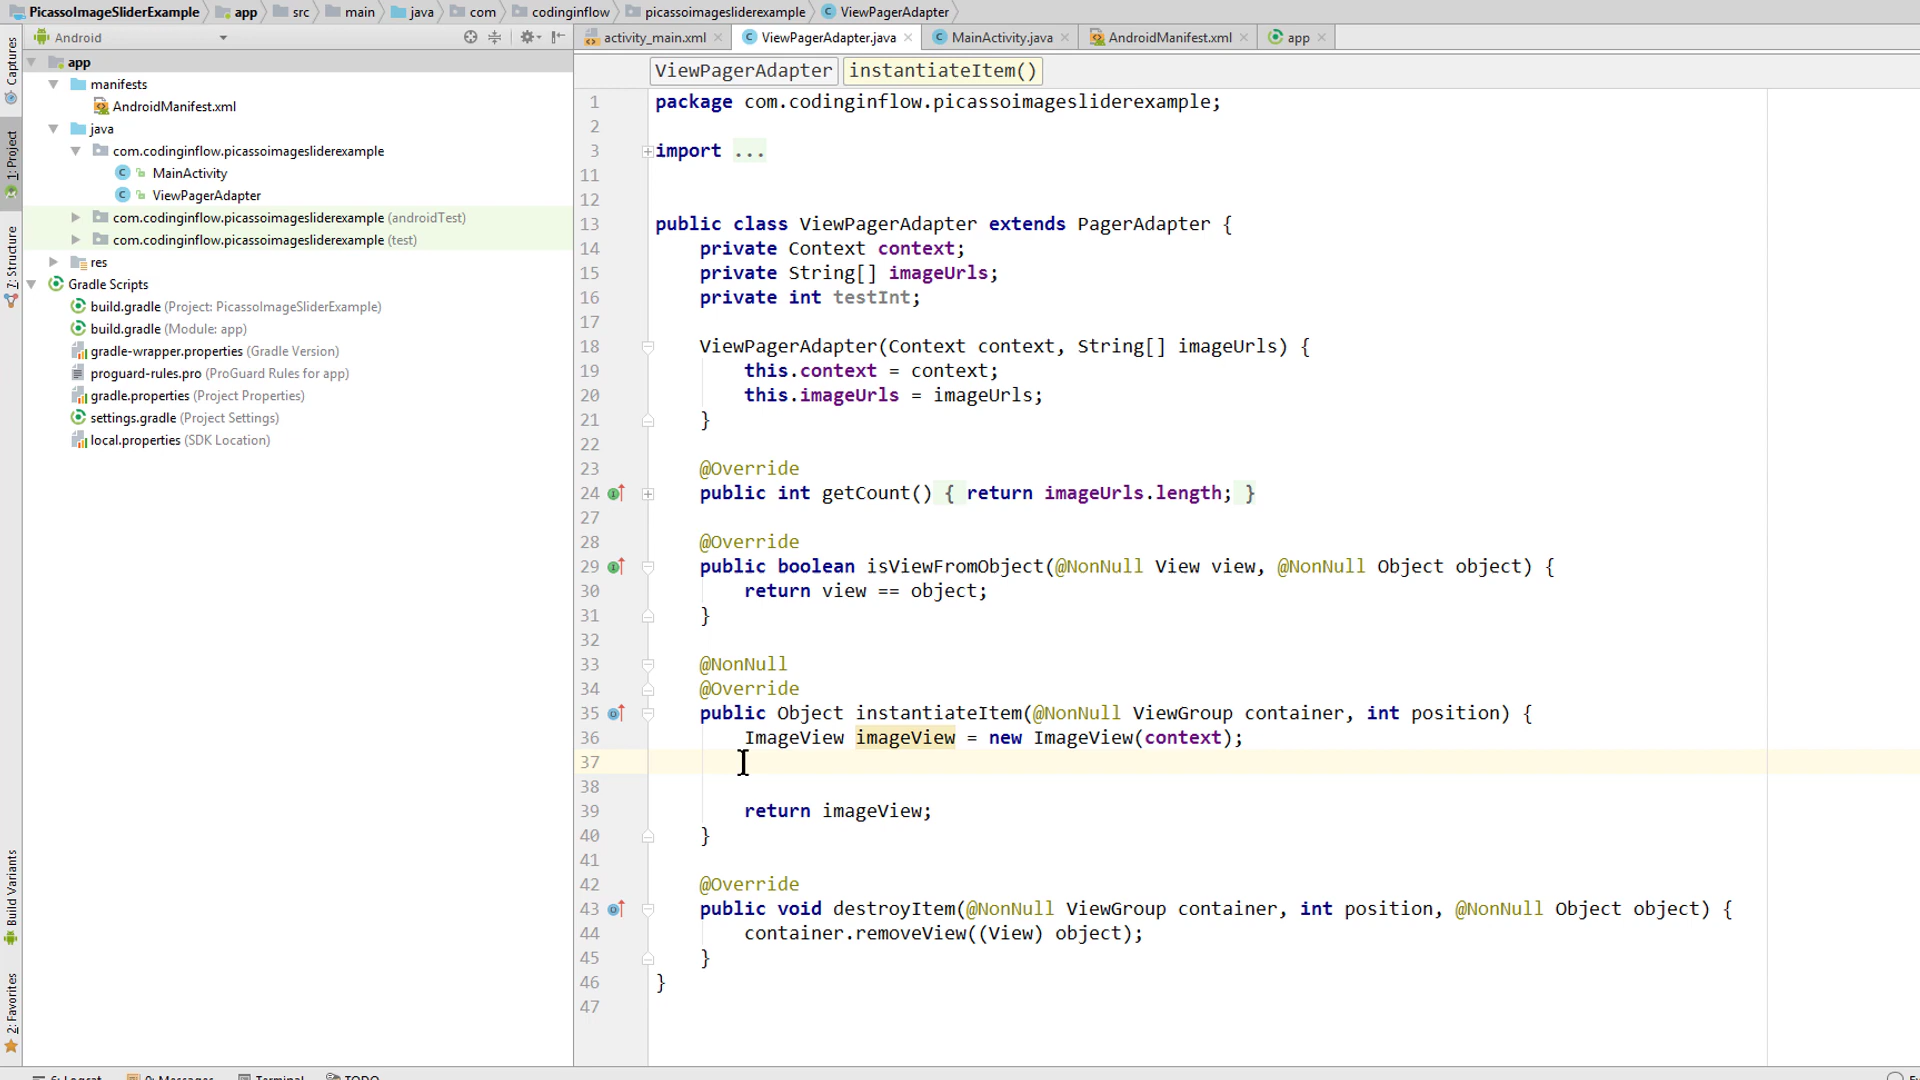 PicassoImageSliderExample app src main java com codinginflow picassoimagesliderexample ViewPagerAdapter
Android
activity_main.xml ViewPagerAdapter.java MainActivity.java AndroidManifest.xml app
Captures
1: Project
7: Structure
Build Variants
2: Favorites
app
manifests
AndroidManifest.xml
java
com.codinginflow.picassoimagesliderexample
MainActivity
ViewPagerAdapter
com.codinginflow.picassoimagesliderexample (androidTest)
com.codinginflow.picassoimagesliderexample (test)
res
Gradle Scripts
build.gradle (Project: PicassoImageSliderExample)
build.gradle (Module: app)
gradle-wrapper.properties (Gradle Version)
proguard-rules.pro (ProGuard Rules for app)
gradle.properties (Project Properties)
settings.gradle (Project Settings)
local.properties (SDK Location)
ViewPagerAdapter instantiateItem()
1 package com.codinginflow.picassoimagesliderexample;
2
3 import ...
11
12
13 public class ViewPagerAdapter extends PagerAdapter {
14 private Context context;
15 private String[] imageUrls;
16 private int testInt;
17
18 ViewPagerAdapter(Context context, String[] imageUrls) {
19 this.context = context;
20 this.imageUrls = imageUrls;
21 }
22
23 @Override
24 public int getCount() { return imageUrls.length; }
27
28 @Override
29 public boolean isViewFromObject(@NonNull View view, @NonNull Object object) {
30 return view == object;
31 }
32
33 @NonNull
34 @Override
35 public Object instantiateItem(@NonNull ViewGroup container, int position) {
36 ImageView imageView = new ImageView(context);
37
38
39 return imageView;
40 }
41
42 @Override
43 public void destroyItem(@NonNull ViewGroup container, int position, @NonNull Object object) {
44 container.removeView((View) object);
45 }
46 }
47
6: Logcat 0: Messages Terminal TODO